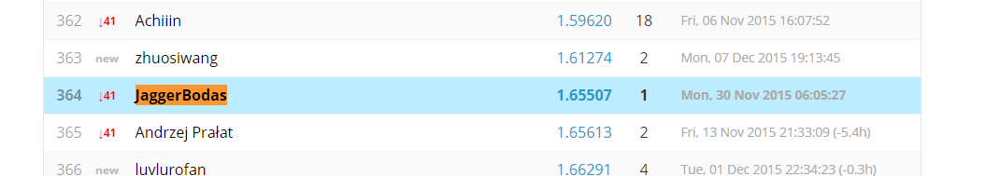 362 ↓41 Achiiin 1.59620 18 Fri, 06 Nov 2015 16:07:52
363 new zhuosiwang 1.61274 2 Mon, 07 Dec 2015 19:13:45
364 ↓41 JaggerBodas 1.65507 1 Mon, 30 Nov 2015 06:05:27
365 ↓41 Andrzej Prałat 1.65613 2 Fri, 13 Nov 2015 21:33:09 (-5.4h)
366 new luvlurofan 1.66291 4 Tue, 01 Dec 2015 22:34:23 (-0.3h)